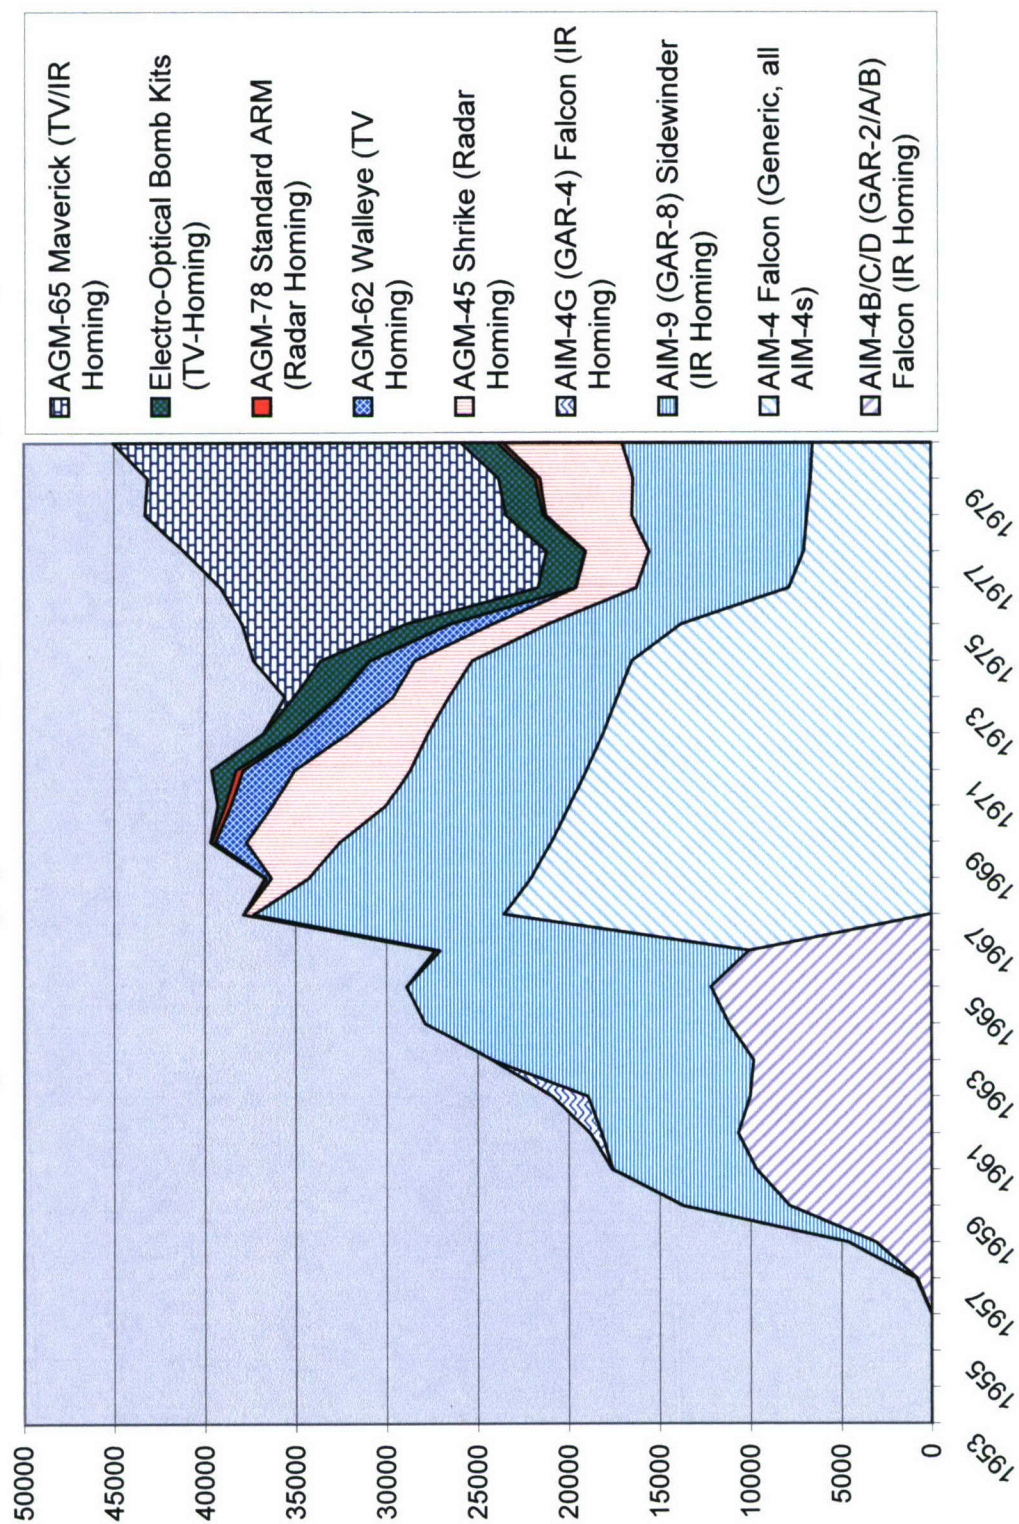 50000
45000
40000
35000
30000
25000
20000
15000
10000
5000
0
1953
1955
1957
1959
1961
1963
1965
1967
1969
1971
1973
1975
1977
1979
AGM-65 Maverick (TV/IR
Homing)
Electro-Optical Bomb Kits
(TV-Homing)
AGM-78 Standard ARM
(Radar Homing)
AGM-62 Walleye (TV
Homing)
AGM-45 Shrike (Radar
Homing)
AIM-4G (GAR-4) Falcon (IR
Homing)
AIM-9 (GAR-8) Sidewinder
(IR Homing)
AIM-4 Falcon (Generic, all
AIM-4s)
AIM-4B/C/D (GAR-2/A/B)
Falcon (IR Homing)